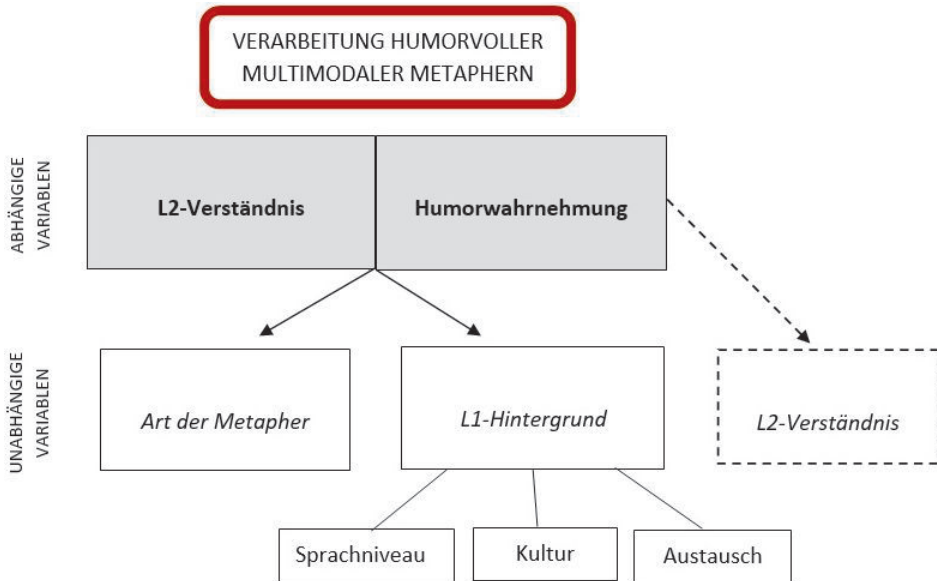 VERARBEITUNG HUMORVOLLER
MULTIMODALER METAPHERN
ABHÄNGIGE
VARIABLEN
L2-Verständnis
Humorwahrnehmung
UNABHÄNGIGE
VARIABLEN
Art der Metapher
L1-Hintergrund
L2-Verständnis
Sprachniveau
Kultur
Austausch